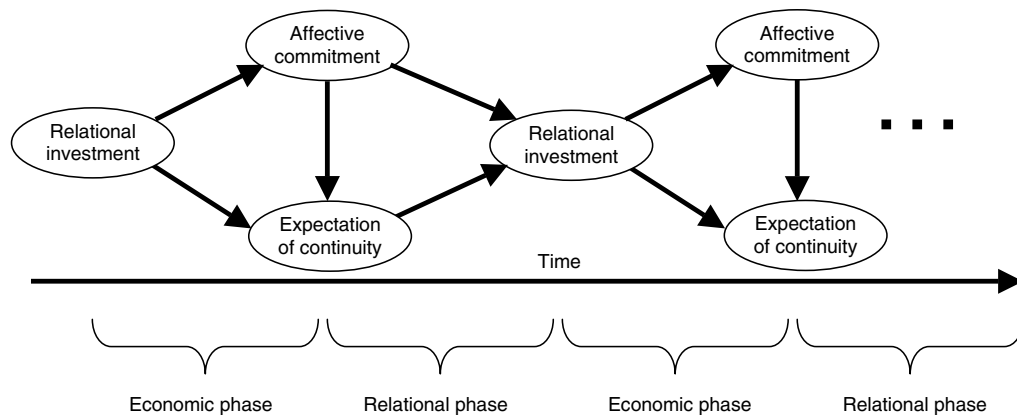 Affective
commitment
Affective
commitment
Relational
investment
Relational
investment
Expectation
of continuity
Expectation
of continuity
Time
Economic phase
Relational phase
Economic phase
Relational phase